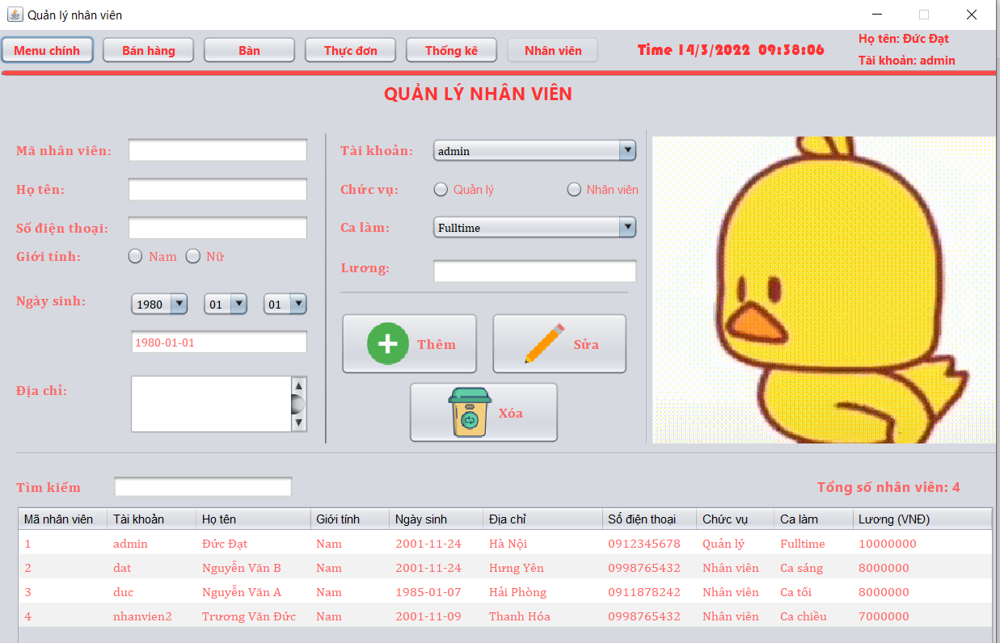 Quản lý nhân viên
Menu chính Bán hàng Bàn Thực đơn Thống kê Nhân viên Time 14/3/2022 09:38:06 Họ tên: Đức Đạt
Tài khoản: admin
QUẢN LÝ NHÂN VIÊN
Mã nhân viên:
Họ tên:
Số điện thoại:
Giới tính: Nam Nữ
Ngày sinh: 1980 01 01
1980-01-01
Địa chỉ:
Tài khoản: admin
Chức vụ: Quản lý Nhân viên
Ca làm: Fulltime
Lương:
Thêm Sửa
Xóa
Tìm kiếm Tổng số nhân viên: 4
Mã nhân viên Tài khoản Họ tên Giới tính Ngày sinh Địa chỉ Số điện thoại Chức vụ Ca làm Lương (VNĐ)
1 admin Đức Đạt Nam 2001-11-24 Hà Nội 0912345678 Quản lý Fulltime 10000000
2 dat Nguyễn Văn B Nam 2001-11-24 Hưng Yên 0998765432 Nhân viên Ca sáng 8000000
3 duc Nguyễn Văn A Nam 1985-01-07 Hải Phòng 0911878242 Nhân viên Ca tối 8000000
4 nhanvien2 Trương Văn Đức Nam 2001-11-09 Thanh Hóa 0998765432 Nhân viên Ca chiều 7000000